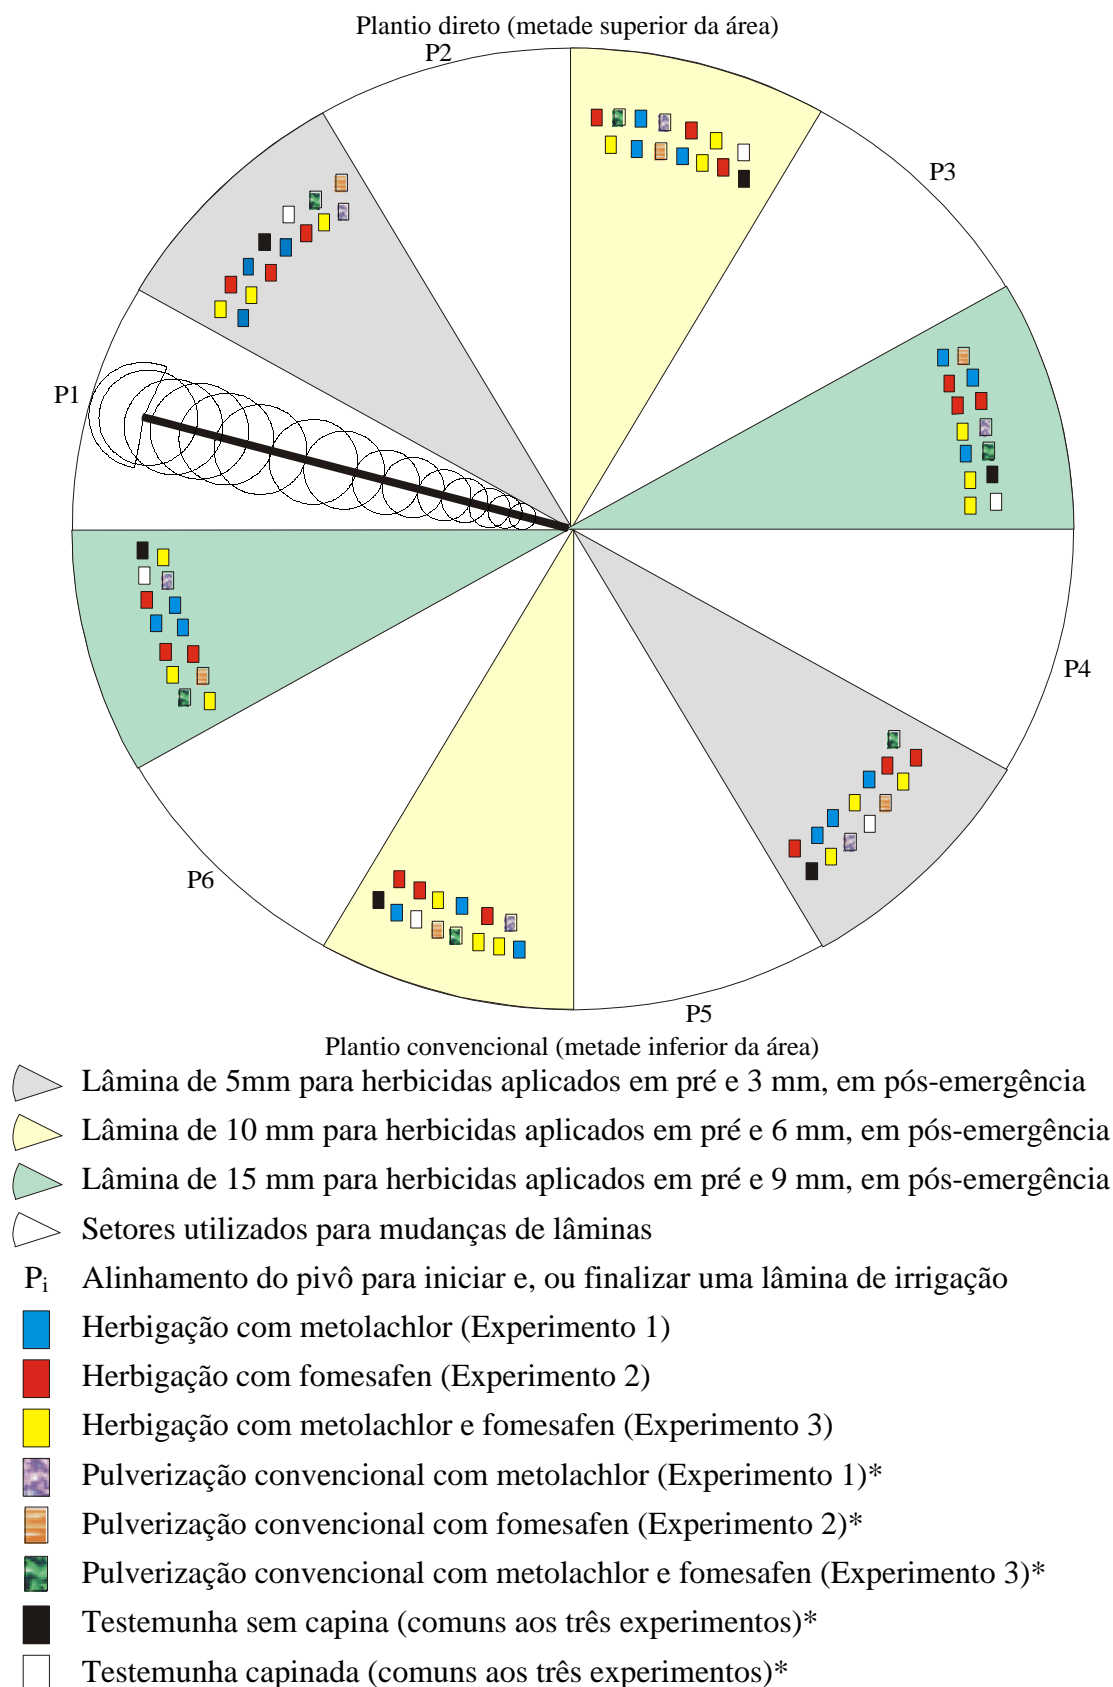 Plantio direto (metade superior da área)
P2
P3
P1
P4
P6
P5
Plantio convencional (metade inferior da área)
Lâmina de 5mm para herbicidas aplicados em pré e 3 mm, em pós-emergência
Lâmina de 10 mm para herbicidas aplicados em pré e 6 mm, em pós-emergência
Lâmina de 15 mm para herbicidas aplicados em pré e 9 mm, em pós-emergência
Setores utilizados para mudanças de lâminas
Pi Alinhamento do pivô para iniciar e, ou finalizar uma lâmina de irrigação
Herbigação com metolachlor (Experimento 1)
Herbigação com fomesafen (Experimento 2)
Herbigação com metolachlor e fomesafen (Experimento 3)
Pulverização convencional com metolachlor (Experimento 1)*
Pulverização convencional com fomesafen (Experimento 2)*
Pulverização convencional com metolachlor e fomesafen (Experimento 3)*
Testemunha sem capina (comuns aos três experimentos)*
Testemunha capinada (comuns aos três experimentos)*